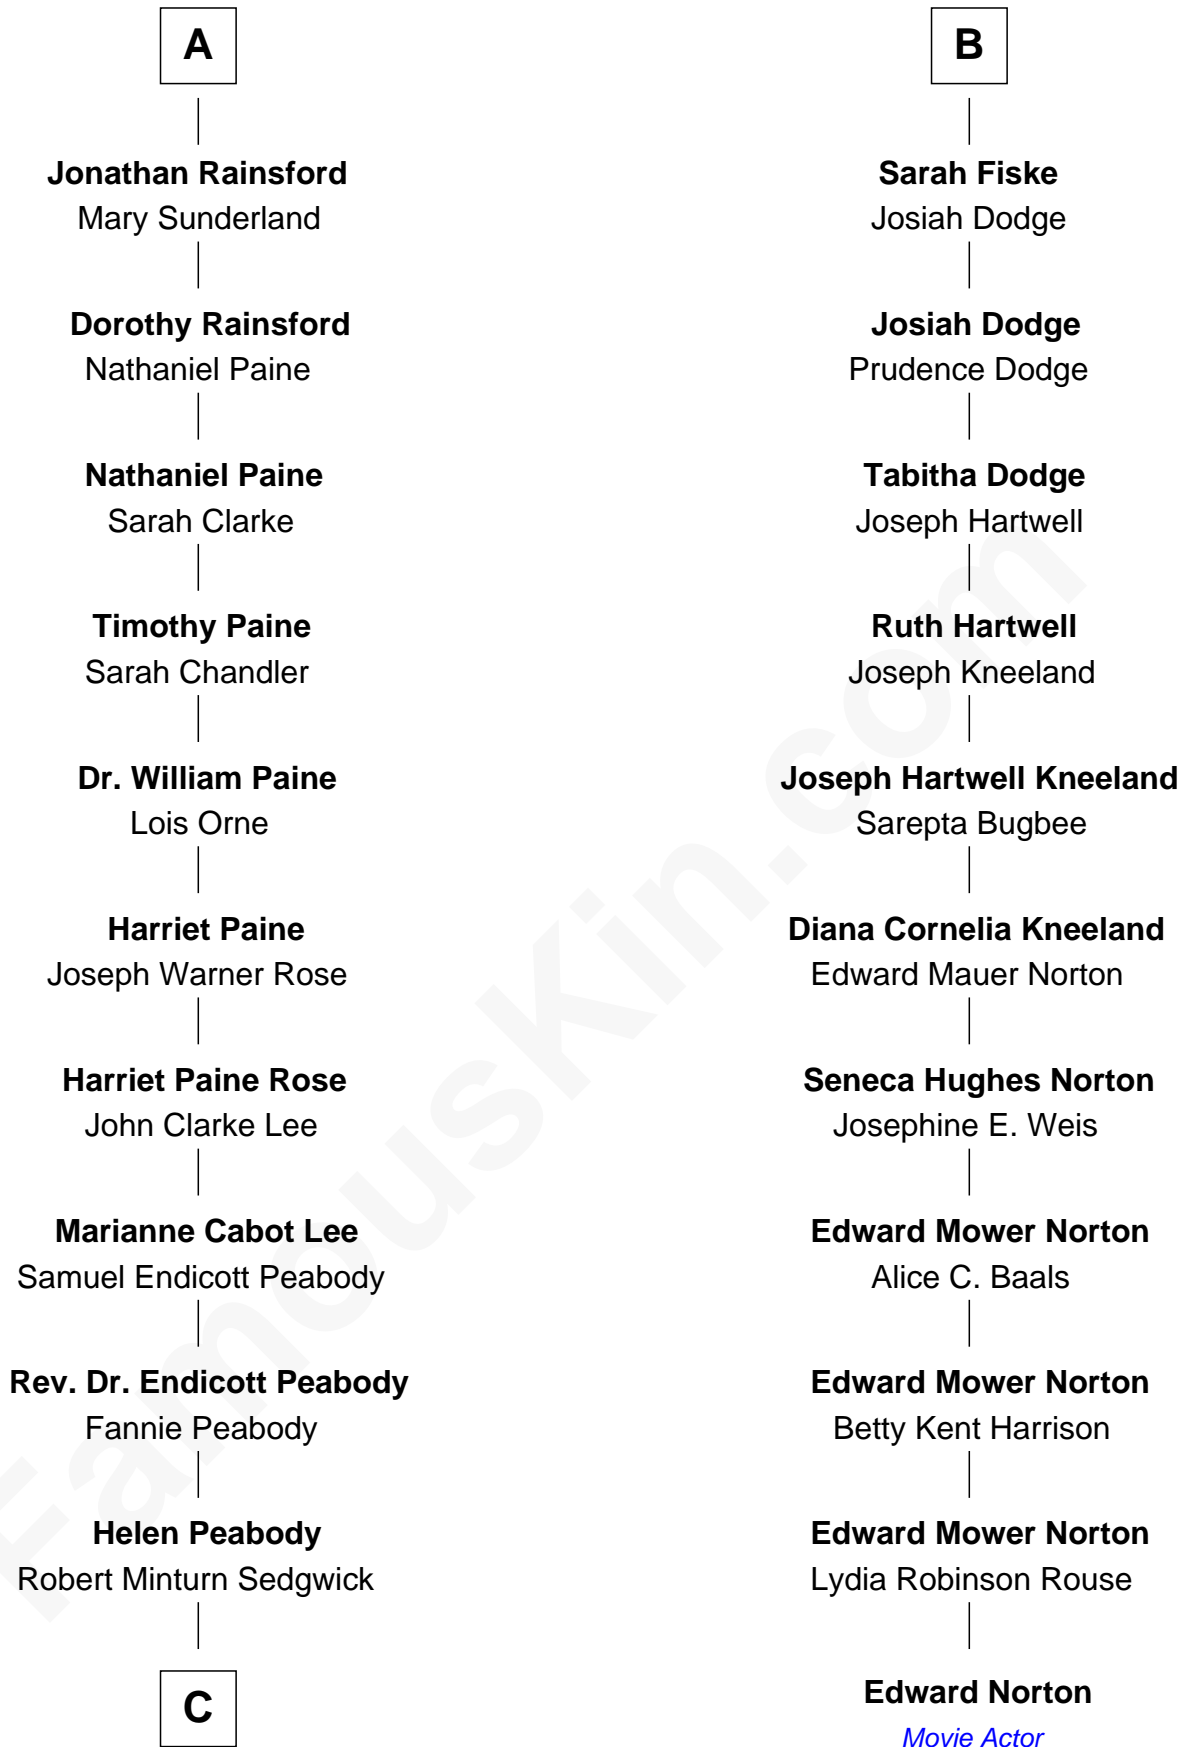 A
Jonathan Rainsford
Mary Sunderland
Dorothy Rainsford
Nathaniel Paine
Nathaniel Paine
Sarah Clarke
Timothy Paine
Sarah Chandler
Dr. William Paine
Lois Orne
Harriet Paine
Joseph Warner Rose
Harriet Paine Rose
John Clarke Lee
Marianne Cabot Lee
Samuel Endicott Peabody
Rev. Dr. Endicott Peabody
Fannie Peabody
Helen Peabody
Robert Minturn Sedgwick
C
B
Sarah Fiske
Josiah Dodge
Josiah Dodge
Prudence Dodge
Tabitha Dodge
Joseph Hartwell
Ruth Hartwell
Joseph Kneeland
Joseph Hartwell Kneeland
Sarepta Bugbee
Diana Cornelia Kneeland
Edward Mauer Norton
Seneca Hughes Norton
Josephine E. Weis
Edward Mower Norton
Alice C. Baals
Edward Mower Norton
Betty Kent Harrison
Edward Mower Norton
Lydia Robinson Rouse
Edward Norton
Movie Actor
FamousKin.com